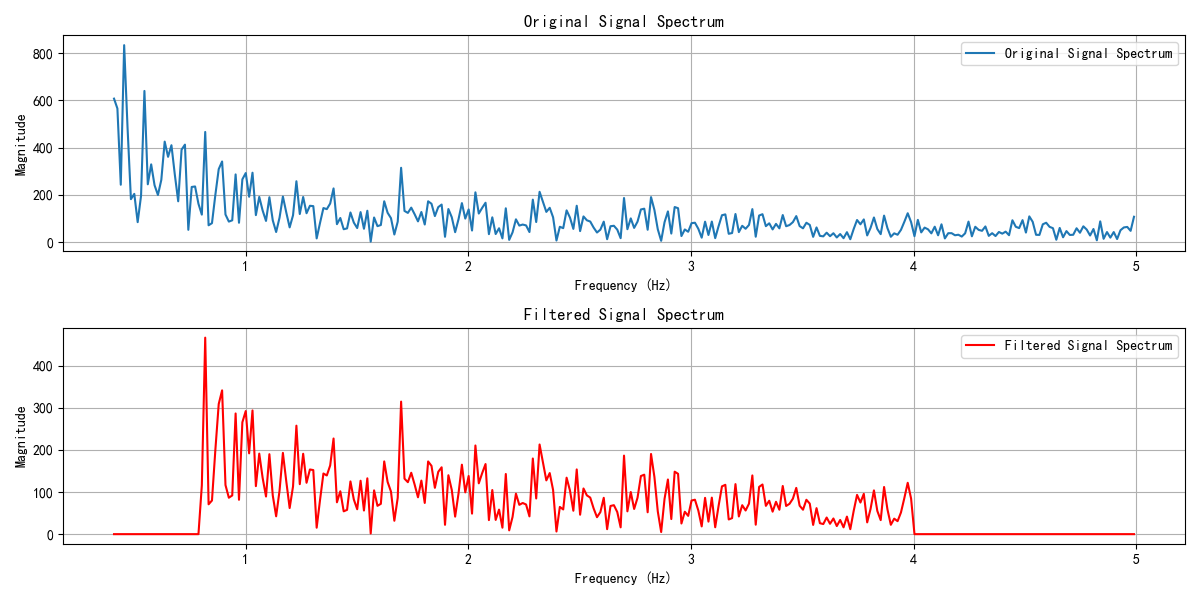 Original Signal Spectrum
Original Signal Spectrum
800
600
400
200
0
Magnitude
1 2 3 4 5
Frequency (Hz)
Filtered Signal Spectrum
Filtered Signal Spectrum
400
300
200
100
0
Magnitude
1 2 3 4 5
Frequency (Hz)